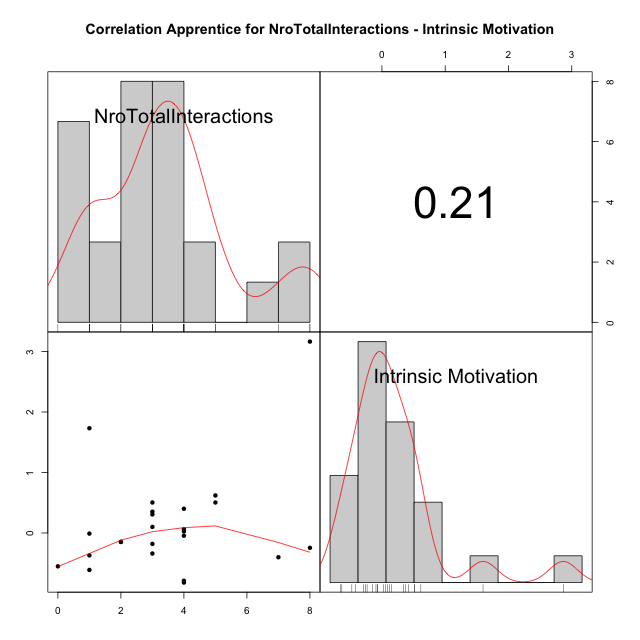 Correlation Apprentice for NroTotalInteractions - Intrinsic Motivation
0 1 2 3
NroTotalInteractions
0.21
8
6
4
2
0
3
2
1
0
Intrinsic Motivation
0 2 4 6 8